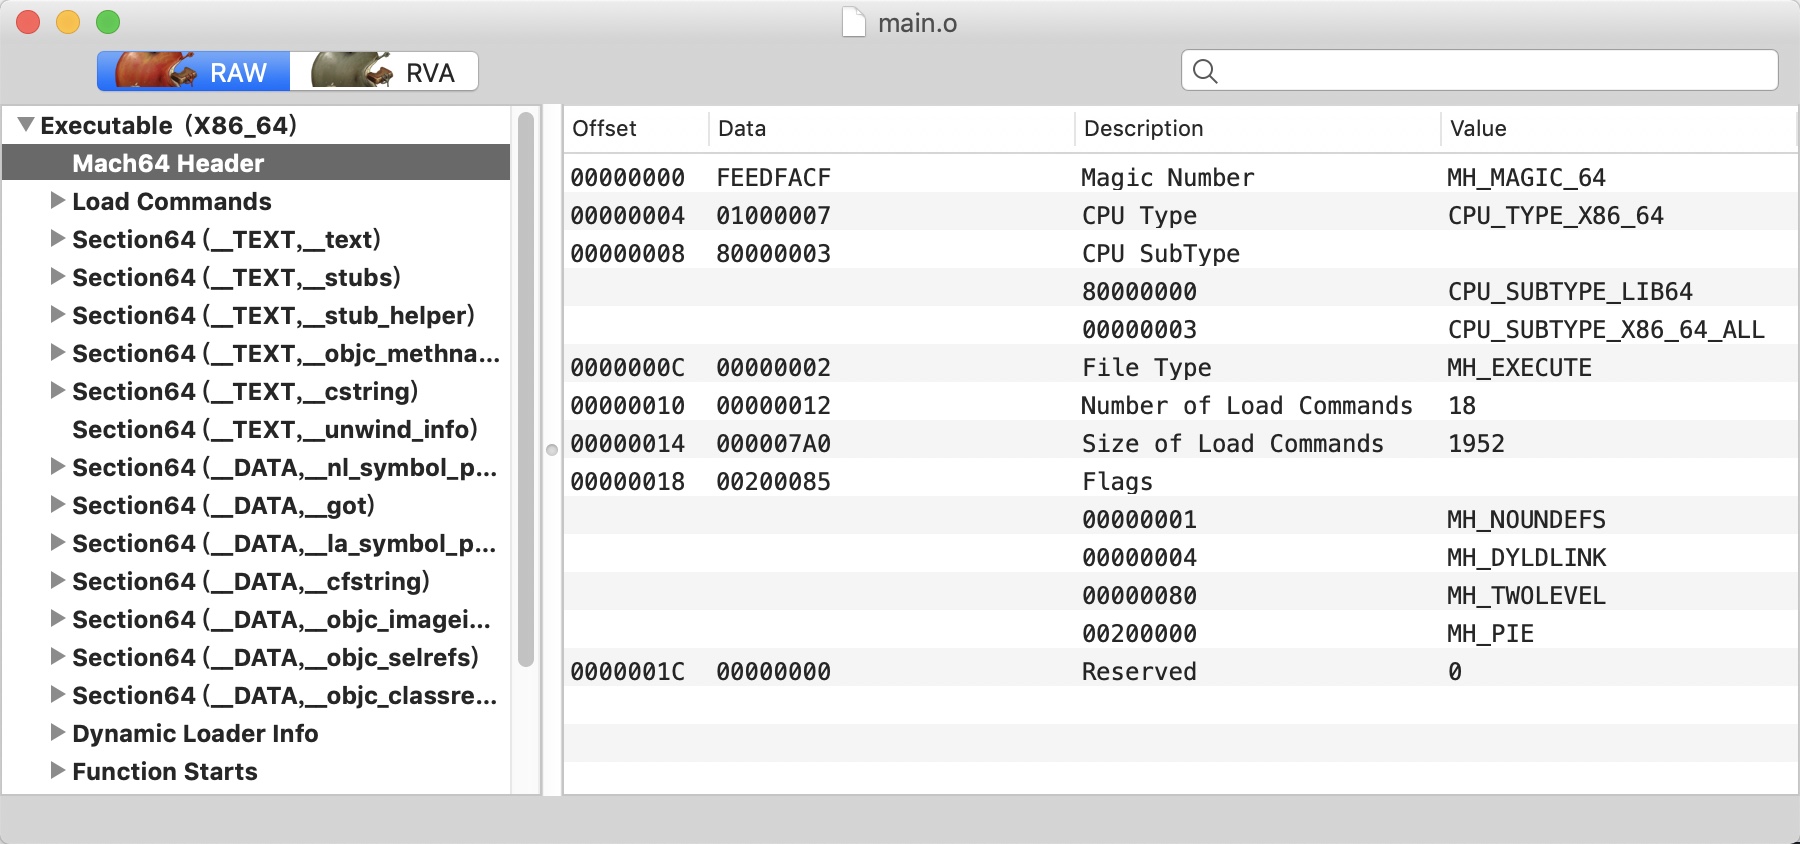 main.o
RAW RVA
Executable (X86_64)
Mach64 Header
Load Commands
Section64 (__TEXT,__text)
Section64 (__TEXT,__stubs)
Section64 (__TEXT,__stub_helper)
Section64 (__TEXT,__objc_methna...
Section64 (__TEXT,__cstring)
Section64 (__TEXT,__unwind_info)
Section64 (__DATA,__nl_symbol_p...
Section64 (__DATA,__got)
Section64 (__DATA,__la_symbol_p...
Section64 (__DATA,__cfstring)
Section64 (__DATA,__objc_imagei...
Section64 (__DATA,__objc_selrefs)
Section64 (__DATA,__objc_classre...
Dynamic Loader Info
Function Starts
Offset Data Description Value
00000000 FEEDFACF Magic Number MH_MAGIC_64
00000004 01000007 CPU Type CPU_TYPE_X86_64
00000008 80000003 CPU SubType
80000000 CPU_SUBTYPE_LIB64
00000003 CPU_SUBTYPE_X86_64_ALL
0000000C 00000002 File Type MH_EXECUTE
00000010 00000012 Number of Load Commands 18
00000014 000007A0 Size of Load Commands 1952
00000018 00200085 Flags
00000001 MH_NOUNDEFS
00000004 MH_DYLDLINK
00000080 MH_TWOLEVEL
00200000 MH_PIE
0000001C 00000000 Reserved 0